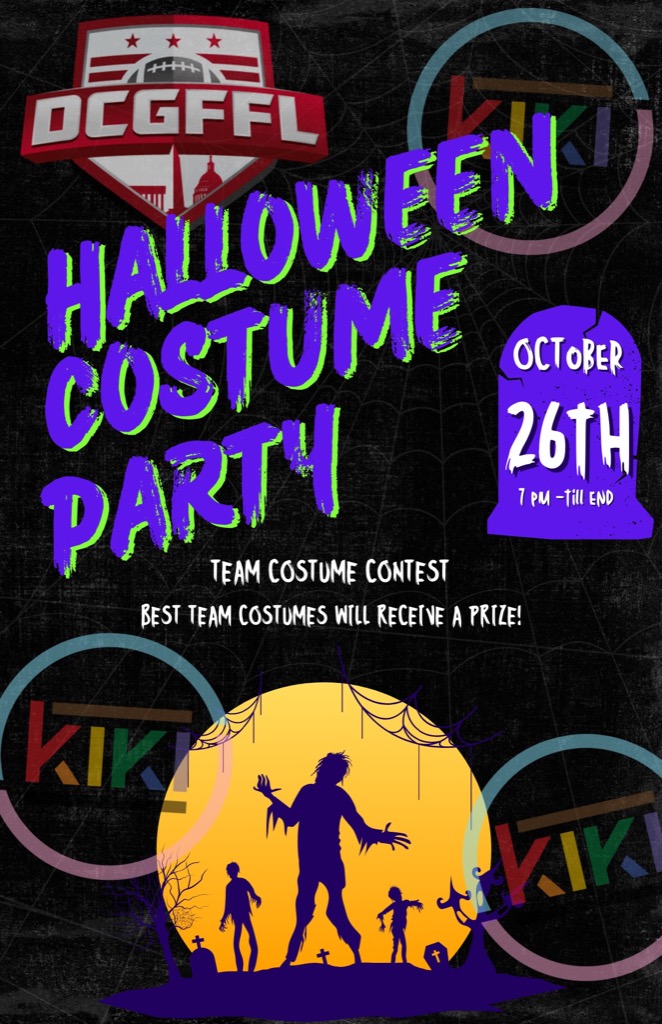 DCGFFL
KIKI
HALLOWEEN
COSTUME
PARTY
OCTOBER
26TH
7 PM -TILL END
TEAM COSTUME CONTEST
BEST TEAM COSTUMES WILL RECEIVE A PRIZE!
KIKI
KIKI